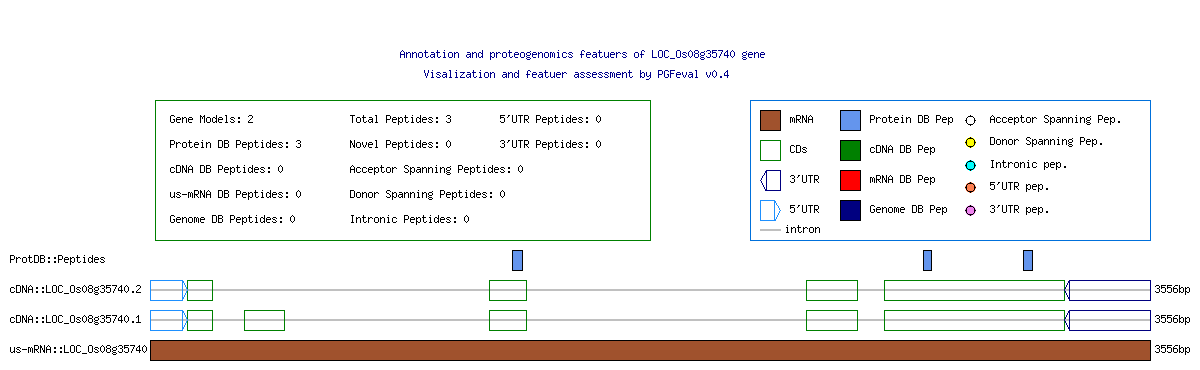 Annotation and proteogenomics featuers of LOC_Os08g35740 gene
Visalization and featuer assessment by PGFeval v0.4
Gene Models: 2 Total Peptides: 3 5'UTR Peptides: 0
Protein DB Peptides: 3 Novel Peptides: 0 3'UTR Peptides: 0
cDNA DB Peptides: 0 Acceptor Spanning Peptides: 0
us-mRNA DB Peptides: 0 Donor Spanning Peptides: 0
Genome DB Peptides: 0 Intronic Peptides: 0
mRNA Protein DB Pep Acceptor Spanning Pep.
CDs cDNA DB Pep Donor Spanning Pep.
3'UTR mRNA DB Pep Intronic pep.
5'UTR Genome DB Pep 5'UTR pep.
intron 3'UTR pep.
ProtDB::Peptides
cDNA::LOC_Os08g35740.2 3556bp
cDNA::LOC_Os08g35740.1 3556bp
us-mRNA::LOC_Os08g35740 3556bp